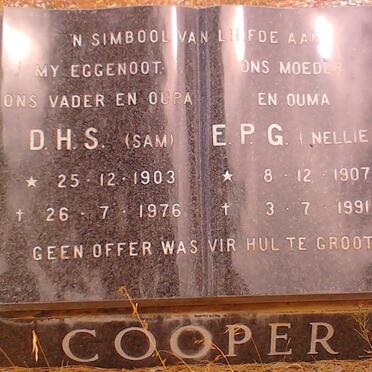 'N SIMBOOL VAN LIEFDE AAN
MY EGGENOOT, ONS MOEDER
ONS VADER EN OUPA EN OUMA
D.H.S. (SAM) E.P.G. (NELLIE
★ 25-12-1903 ★ 8-12-1907
† 26-7-1976 † 3-7-1991
GEEN OFFER WAS VIR HUL TE GROOT
COOPER